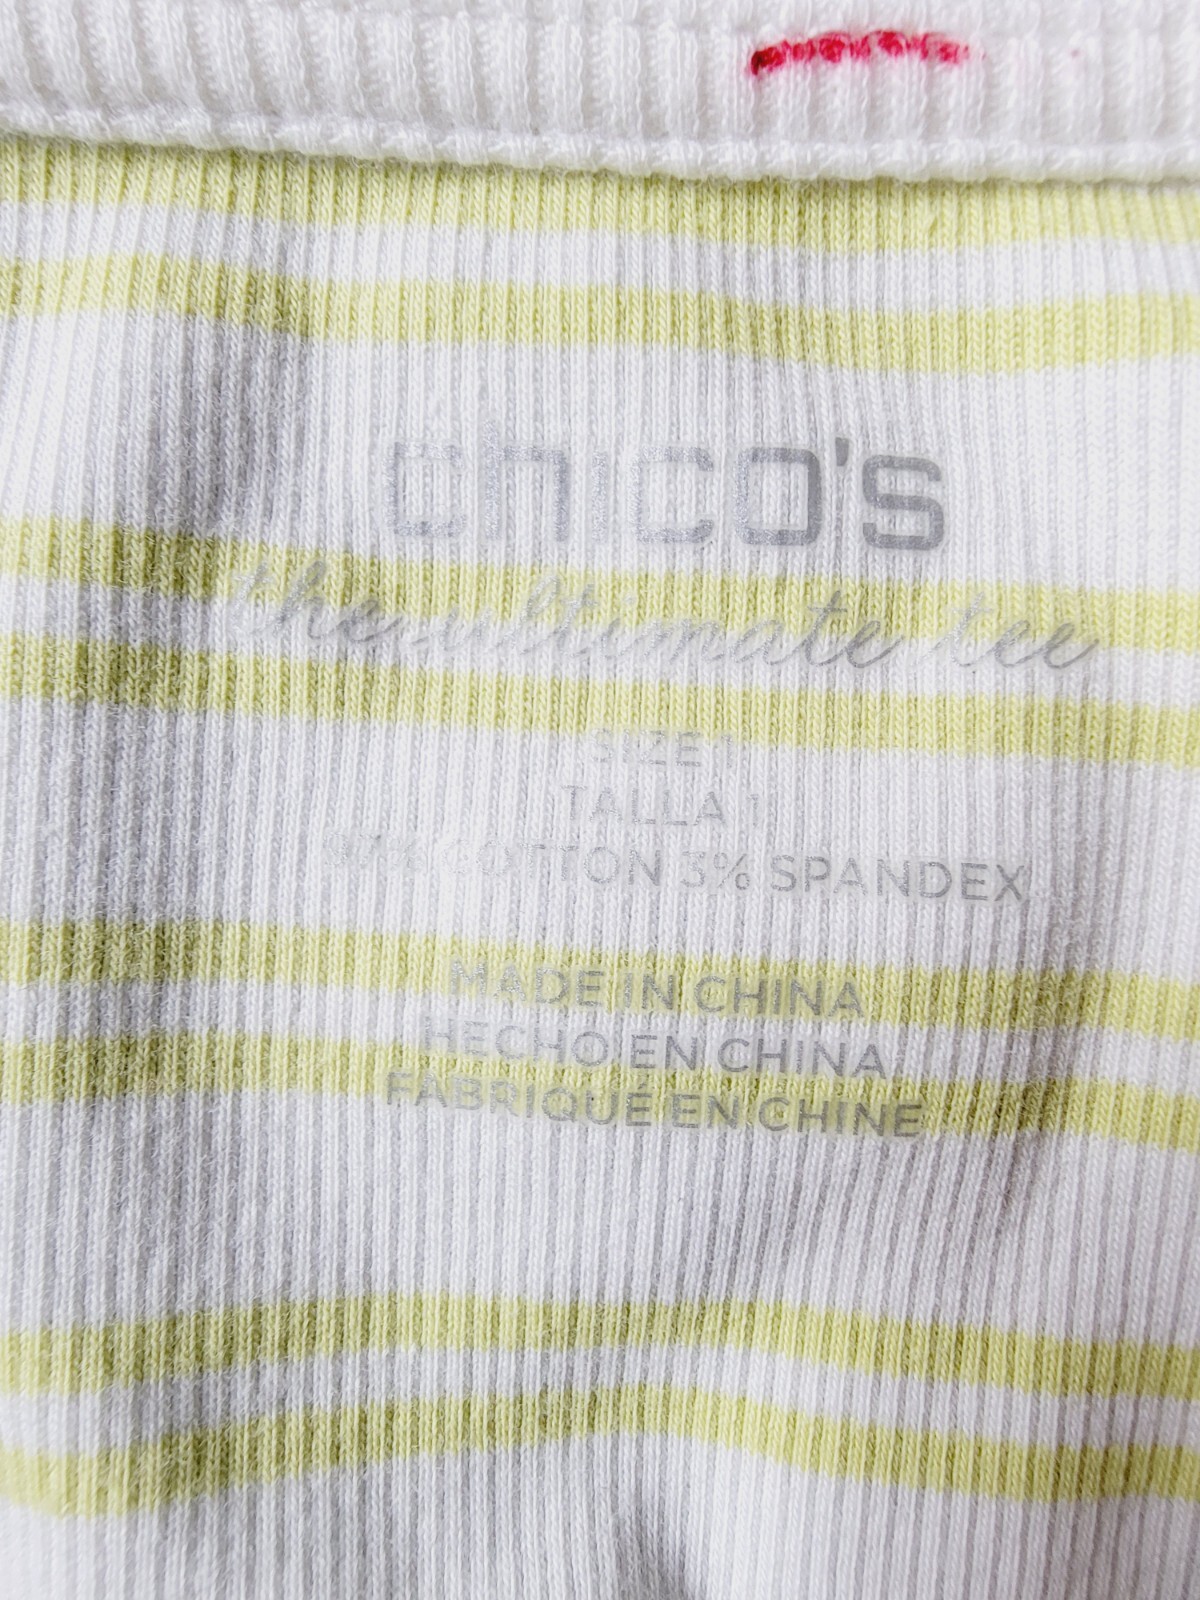 chico's
the ultimate tee
SIZE 1
TALLA 1
97% COTTON 3% SPANDEX
MADE IN CHINA
HECHO EN CHINA
FABRIQUÉ EN CHINE